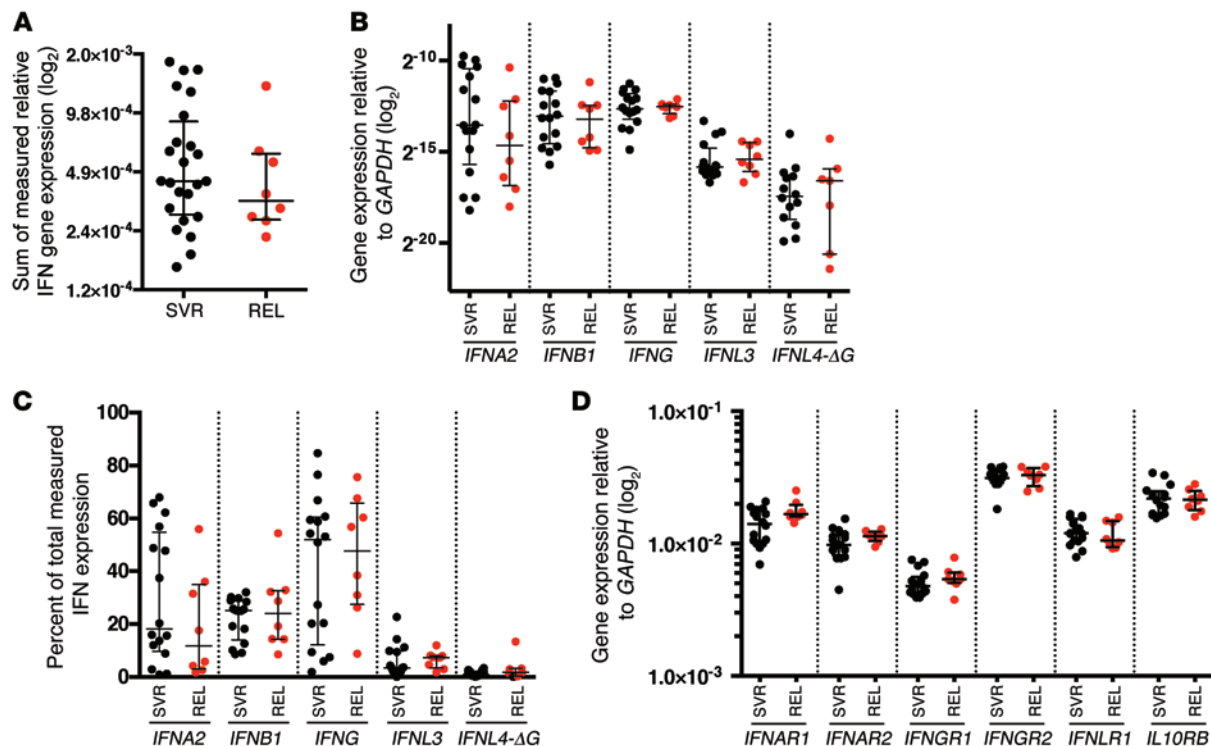 A
Sum of measured relative
IFN gene expression (log2)
2.0×10-3
9.8×10-4
4.9×10-4
2.4×10-4
1.2×10-4
SVR REL
B
Gene expression relative
to GAPDH (log2)
2-10
2-15
2-20
SVR REL SVR REL SVR REL SVR REL SVR REL
IFNA2 IFNB1 IFNG IFNL3 IFNL4-ΔG
C
Percent of total measured
IFN expression
100
80
60
40
20
0
SVR REL SVR REL SVR REL SVR REL SVR REL
IFNA2 IFNB1 IFNG IFNL3 IFNL4-ΔG
D
Gene expression relative
to GAPDH (log2)
1.0×10-1
1.0×10-2
1.0×10-3
SVR REL SVR REL SVR REL SVR REL SVR REL SVR REL
IFNAR1 IFNAR2 IFNGR1 IFNGR2 IFNLR1 IL10RB